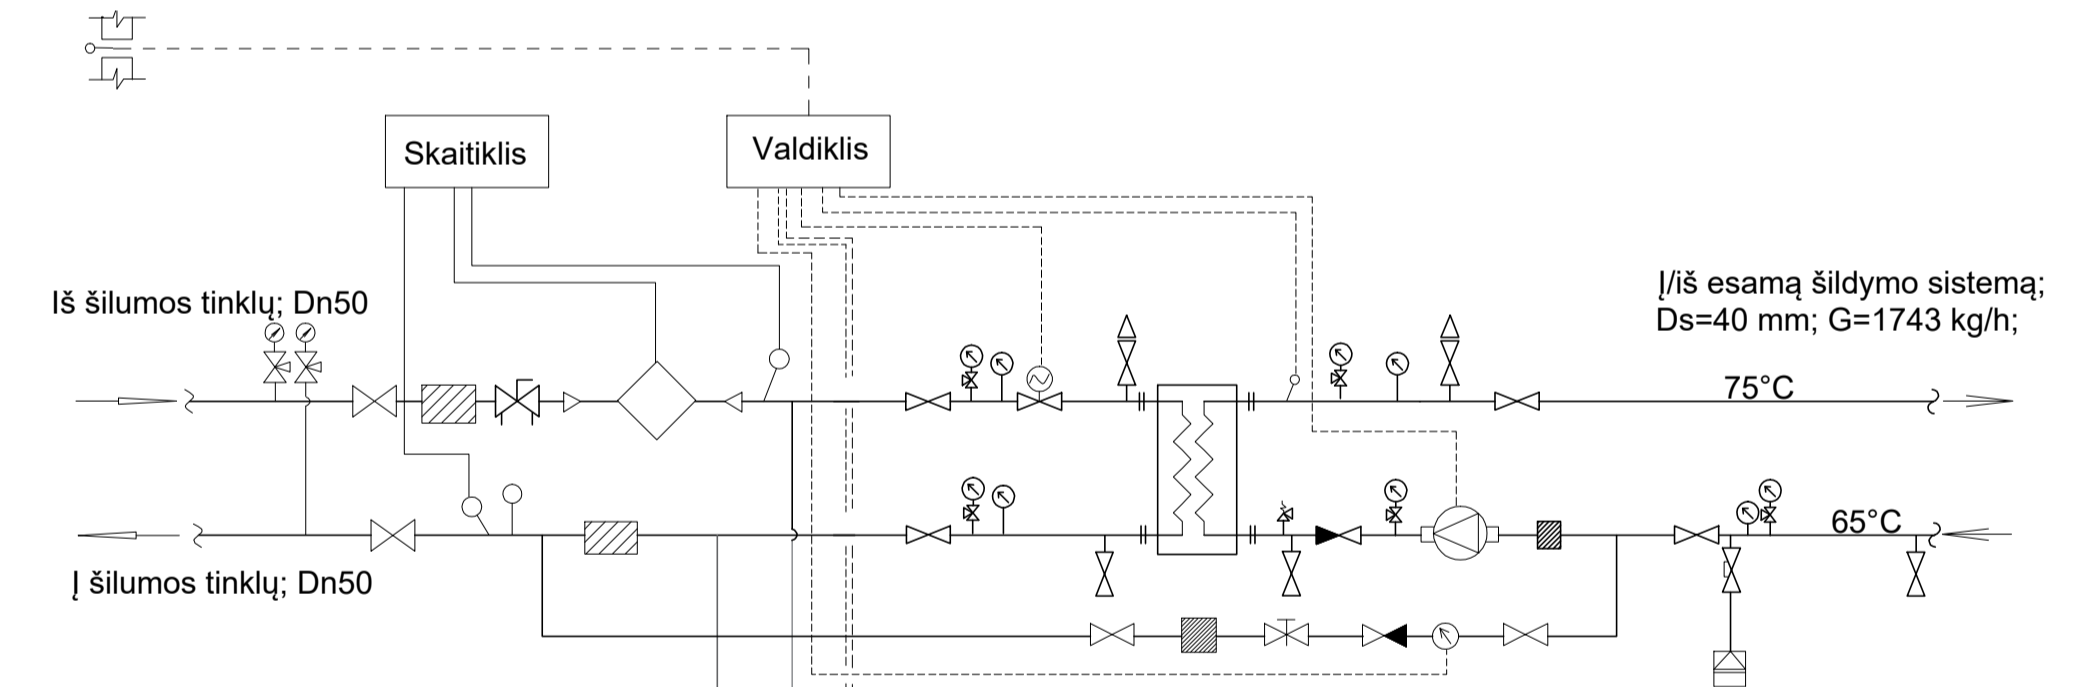 Skaitiklis
Valdiklis
Iš šilumos tinklų; Dn50
Į/iš esamą šildymo sistemą;
Ds=40 mm; G=1743 kg/h;
75°C
65°C
Į šilumos tinklų; Dn50